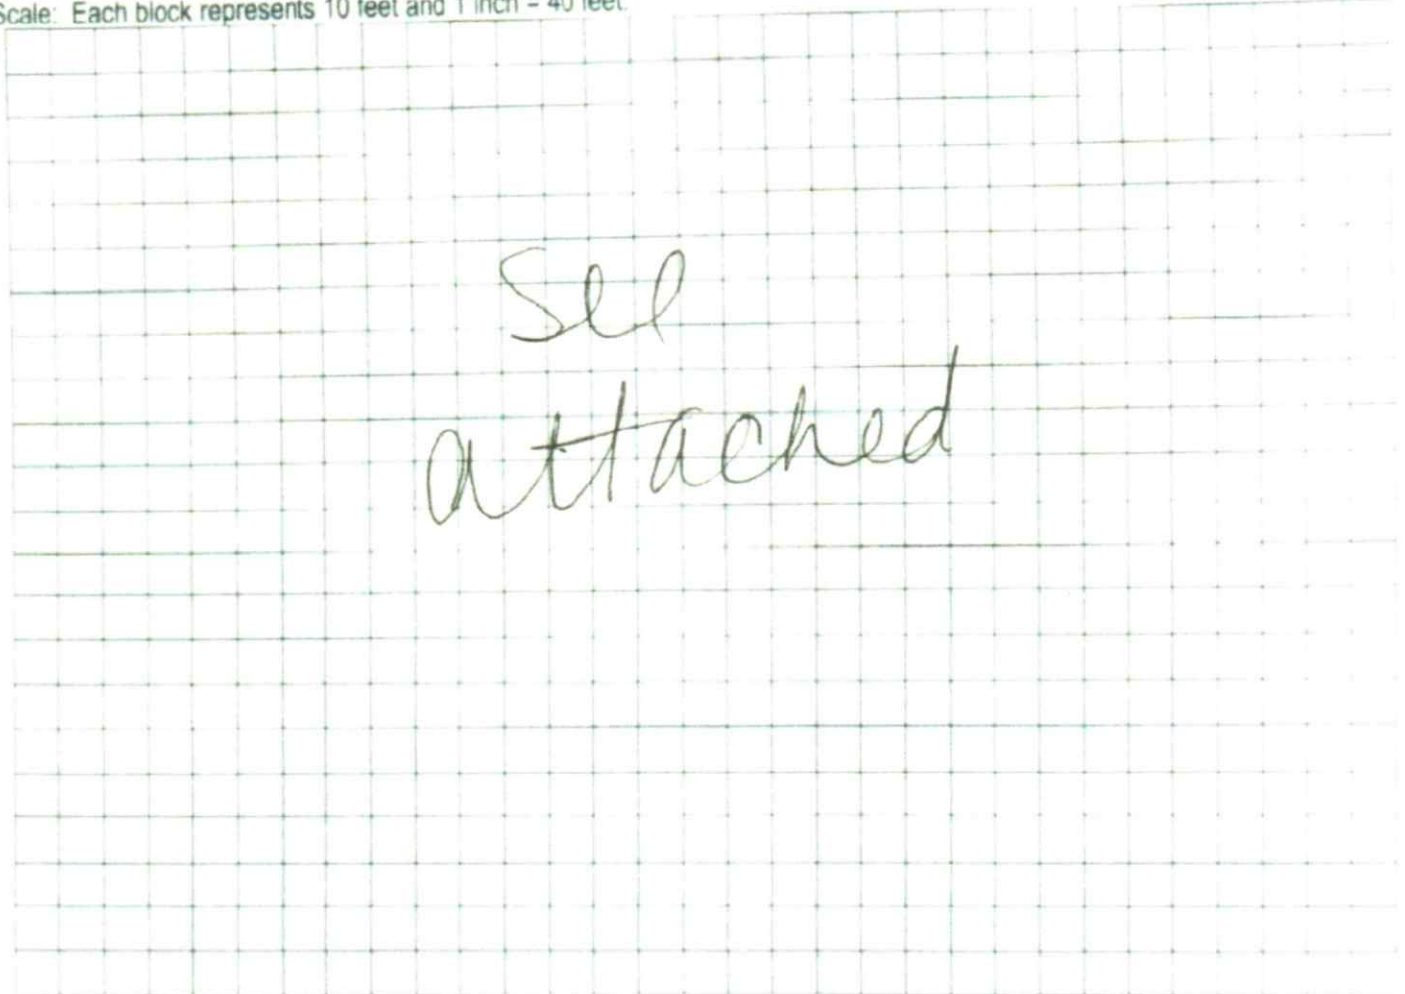 Scale: Each block represents 10 feet and 1 inch = 40 feet.
See
attached